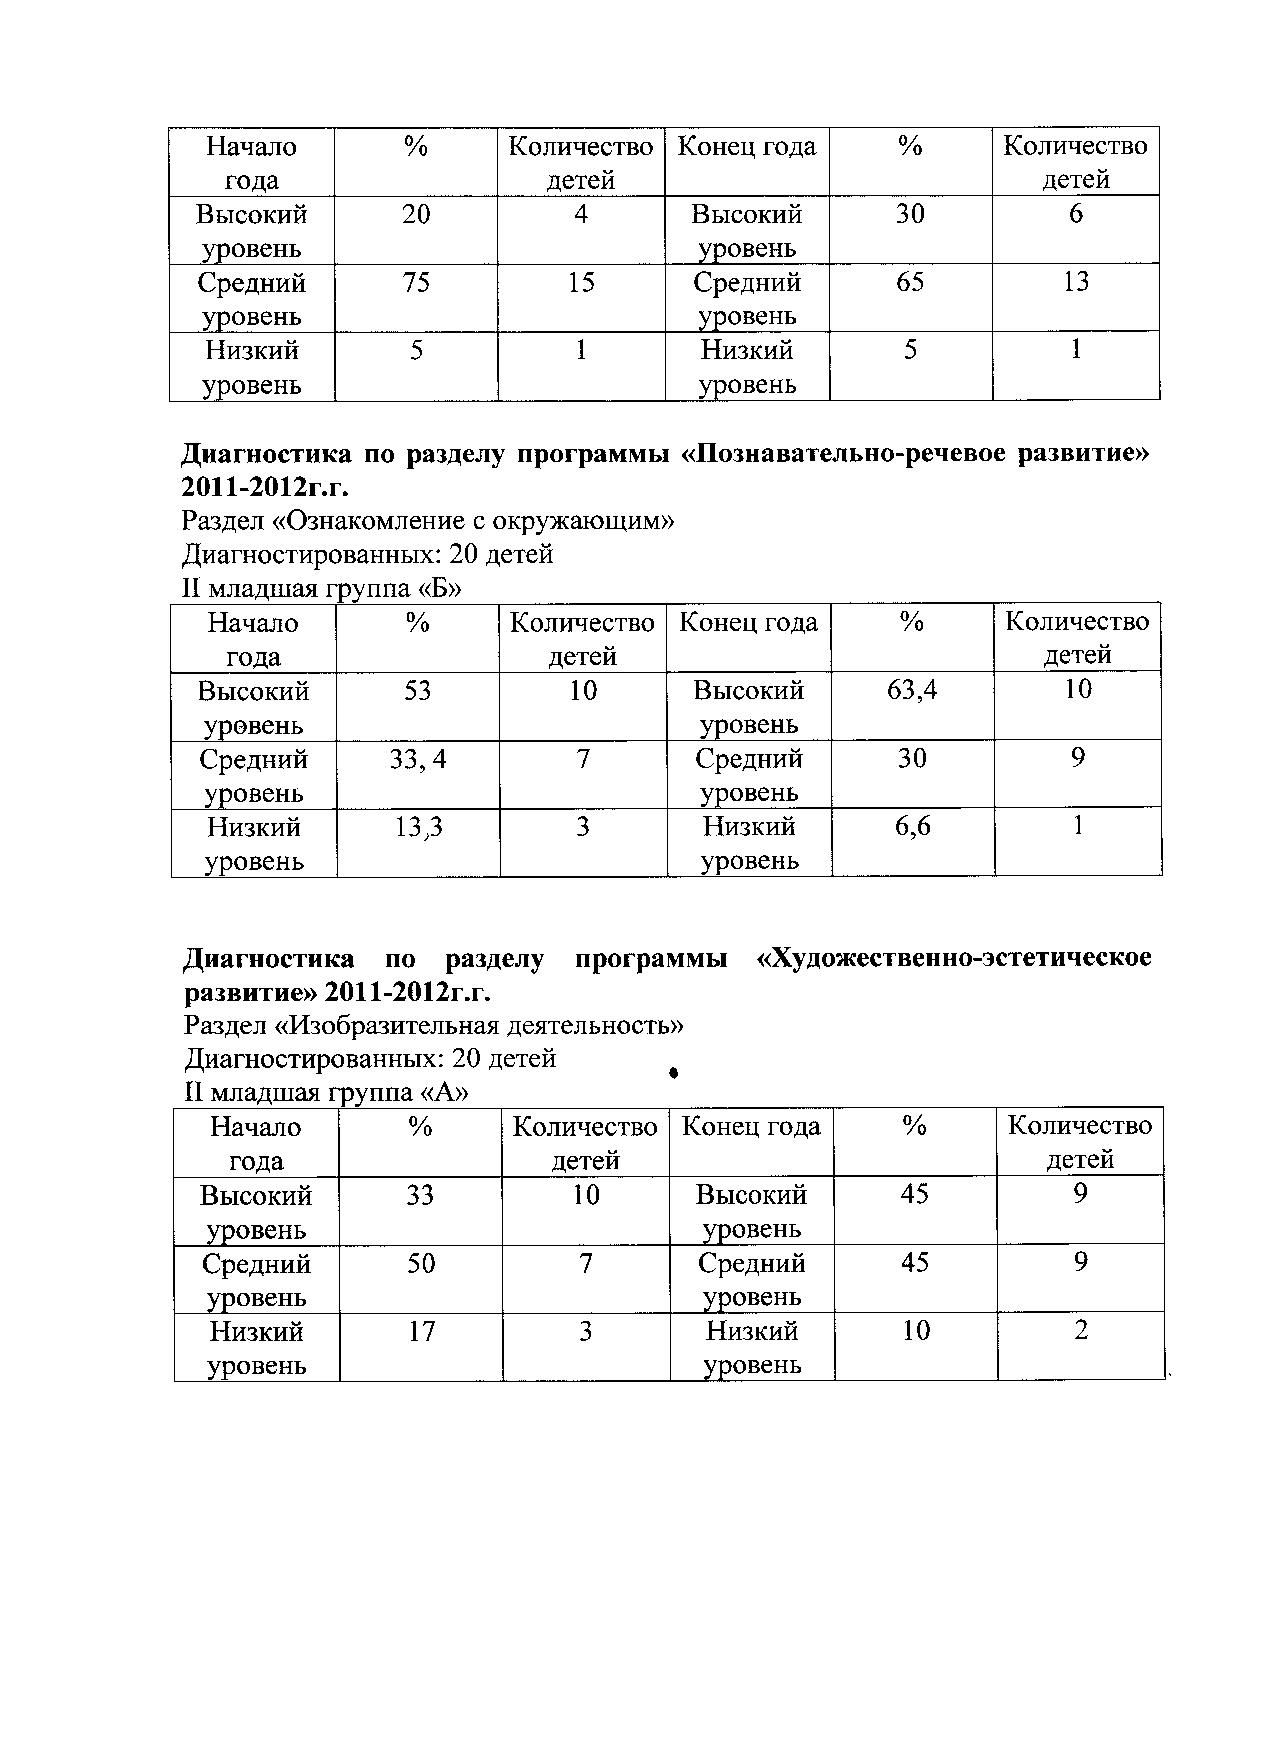 Начало % Количество Конец года % Количество
года детей детей
Высокий 20 4 Высокий 30 6
уровень уровень
Средний 75 15 Средний 65 13
уровень уровень
Низкий 5 1 Низкий 5 1
уровень уровень
Диагностика по разделу программы «Познавательно-речевое развитие»
2011-2012г.г.
Раздел «Ознакомление с окружающим»
Диагностированных: 20 детей
II младшая группа «Б»
Начало % Количество Конец года % Количество
года детей детей
Высокий 53 10 Высокий 63,4 10
уровень уровень
Средний 33, 4 7 Средний 30 9
уровень уровень
Низкий 13,3 3 Низкий 6,6 1
уровень уровень
Диагностика по разделу программы «Художественно-эстетическое
развитие» 2011-2012г.г.
Раздел «Изобразительная деятельность»
Диагностированных: 20 детей
II младшая группа «А»
Начало % Количество Конец года % Количество
года детей детей
Высокий 33 10 Высокий 45 9
уровень уровень
Средний 50 7 Средний 45 9
уровень уровень
Низкий 17 3 Низкий 10 2
уровень уровень